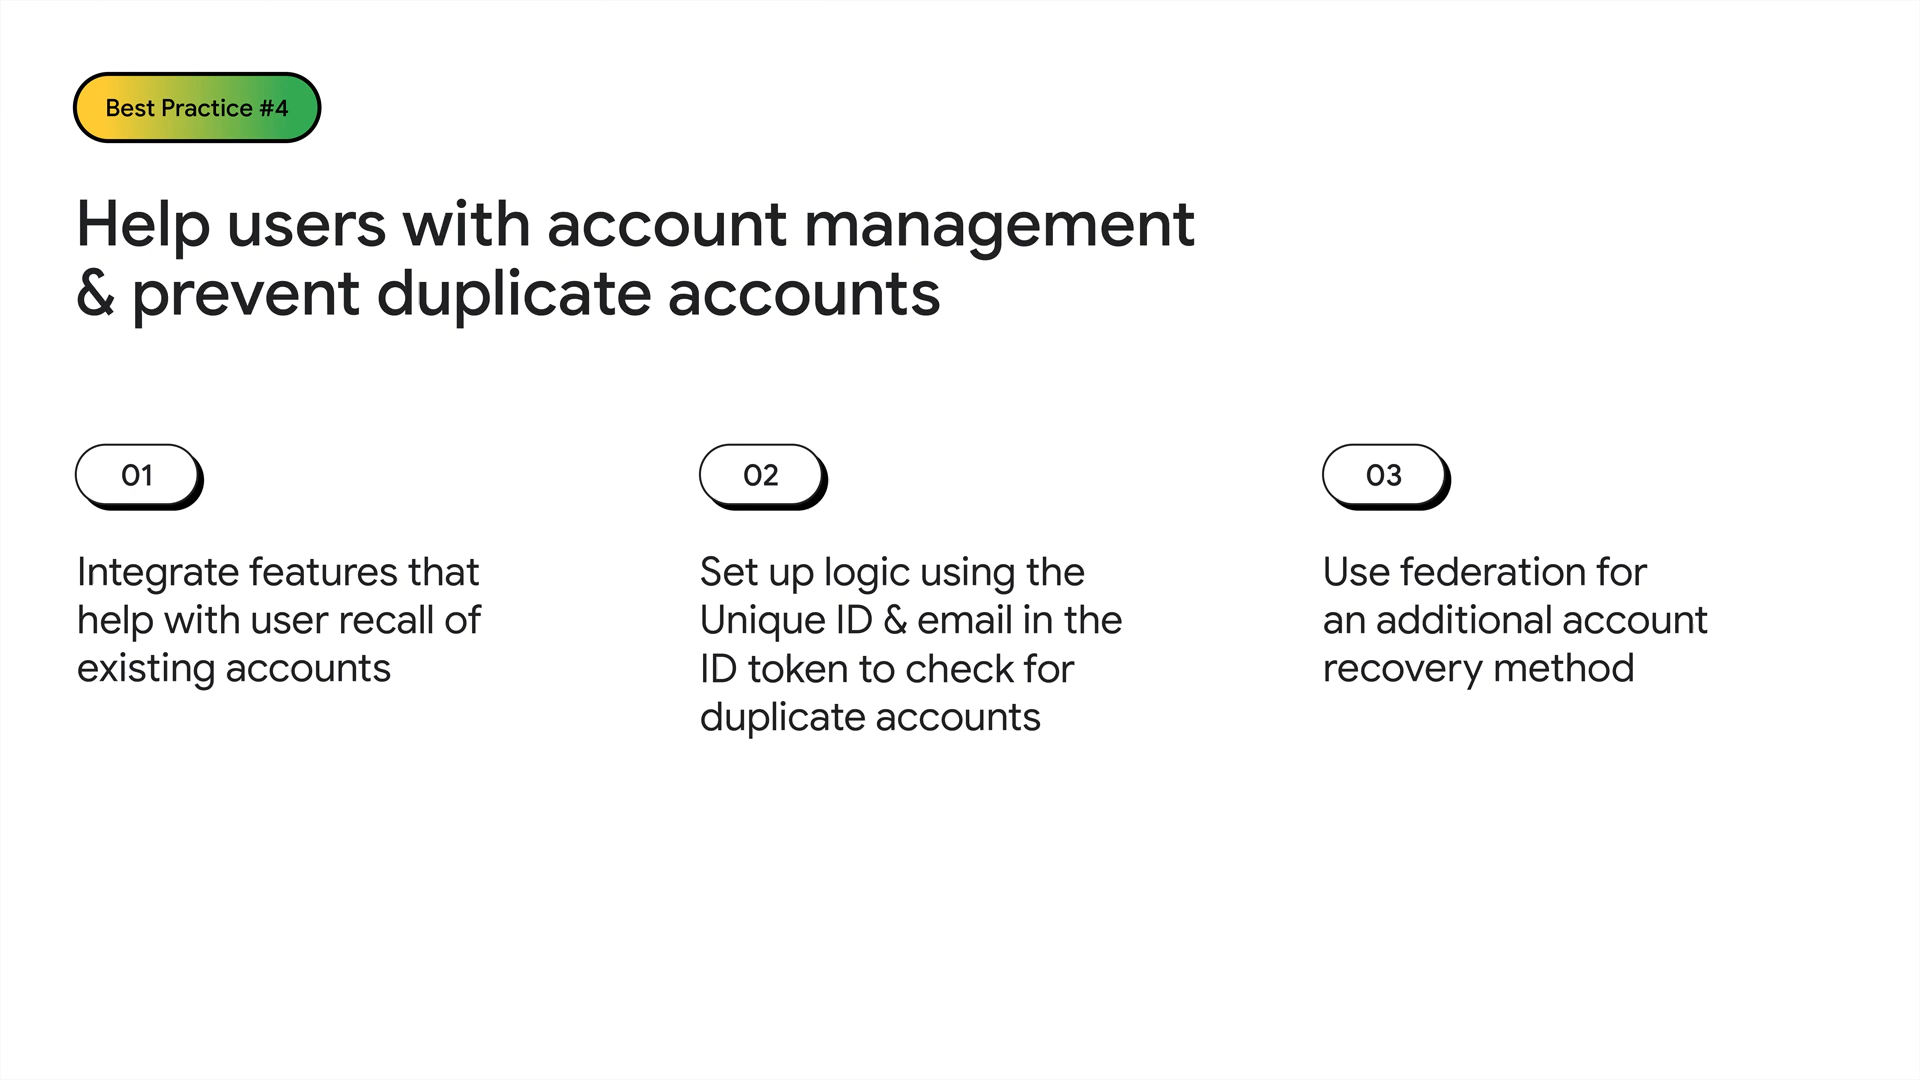 Best Practice #4
Help users with account management
& prevent duplicate accounts
01
Integrate features that
help with user recall of
existing accounts
02
Set up logic using the
Unique ID & email in the
ID token to check for
duplicate accounts
03
Use federation for
an additional account
recovery method